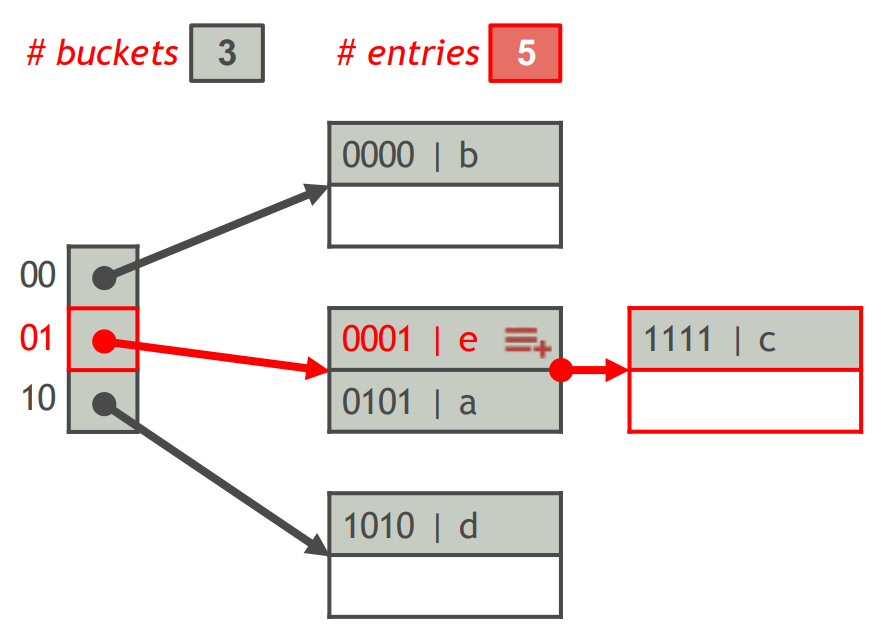 # buckets 3 # entries 5
0000 | b
00
01 0001 | e 1111 | c
10 0101 | a
1010 | d